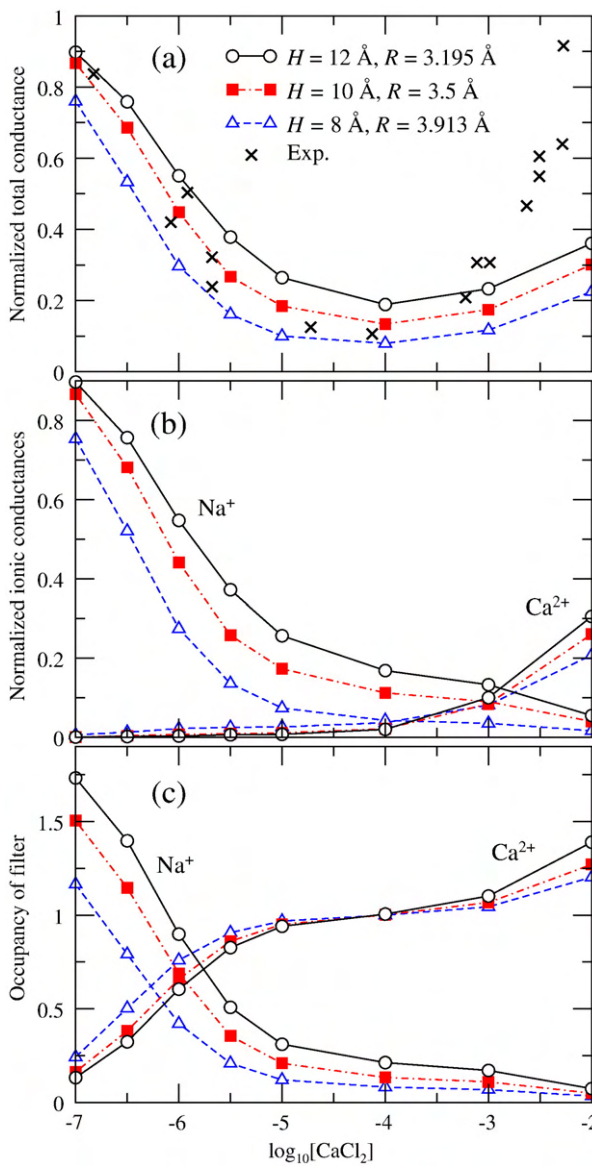 (a)
H = 12 Å, R = 3.195 Å
H = 10 Å, R = 3.5 Å
H = 8 Å, R = 3.913 Å
Exp.
Normalized total conductance
1
0.8
0.6
0.4
0.2
0
(b)
Na⁺
Ca²⁺
Normalized ionic conductances
0.8
0.6
0.4
0.2
0
(c)
Na⁺
Ca²⁺
Occupancy of filter
1.5
1
0.5
0
-7 -6 -5 -4 -3 -2
log₁₀[CaCl₂]